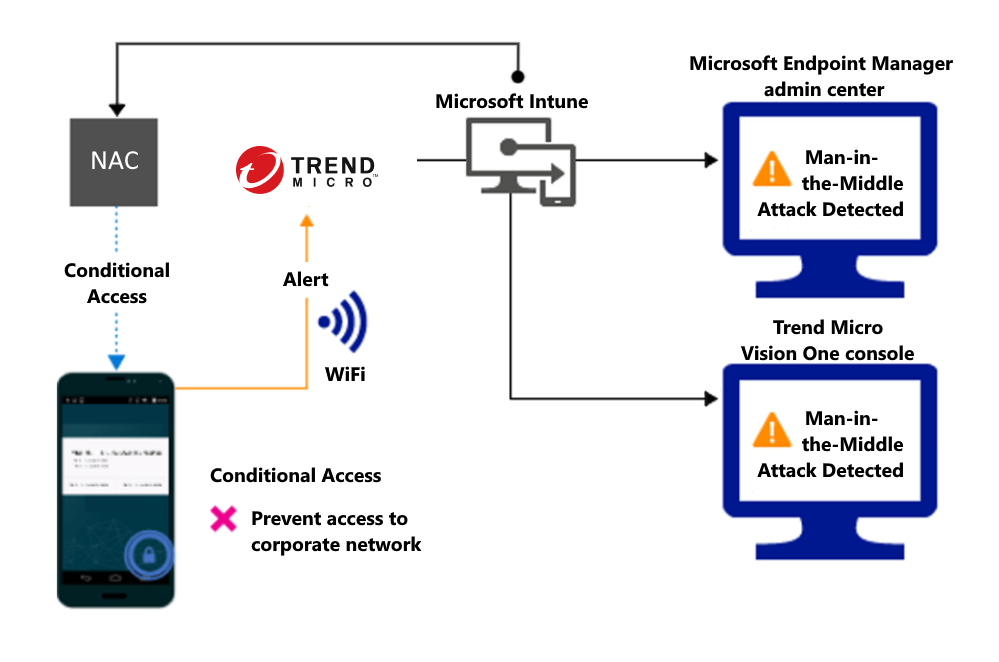 Microsoft Endpoint Manager
admin center
Microsoft Intune
NAC
TREND
MICRO™
Man-in-
the-Middle
Attack Detected
Conditional
Access
Alert
WiFi
Trend Micro
Vision One console
Man-in-
the-Middle
Attack Detected
Conditional Access
Prevent access to
corporate network